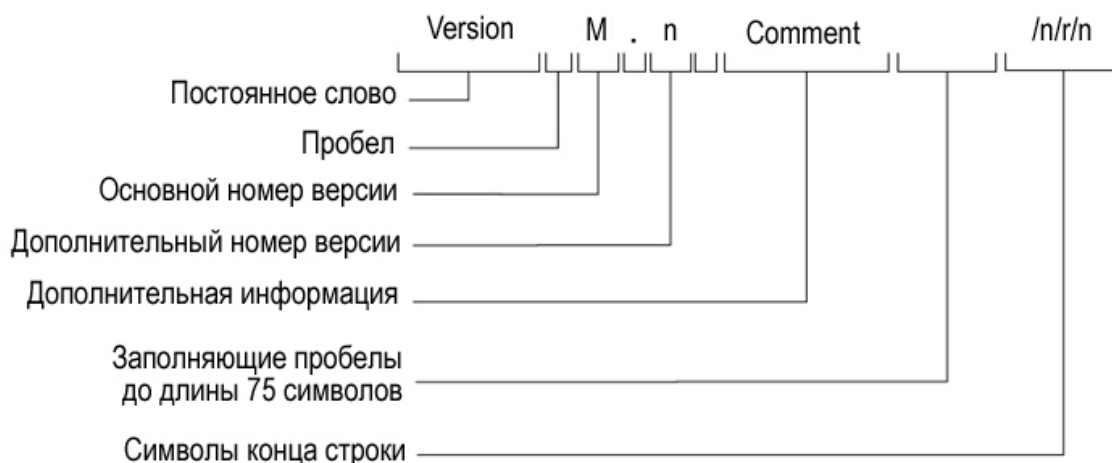 Version M . n Comment /n/r/n
Постоянное слово
Пробел
Основной номер версии
Дополнительный номер версии
Дополнительная информация
Заполняющие пробелы
до длины 75 символов
Символы конца строки